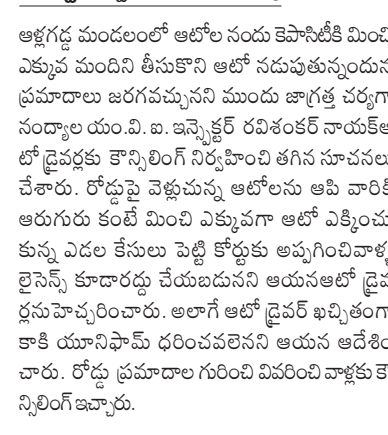 ఆళ్లగడ్డ మండలంలో ఆటోల నందు కెపాసిటీకి మించి
ఎక్కువ మందిని తీసుకొని ఆటో నడుపుతున్నందున
ప్రమాదాలు జరగవచ్చునని ముందు జాగ్రత్త చర్యగా
నంద్యాల యం.వి.ఐ.ఇన్స్పెక్టర్ రవిశంకర్ నాయక్ఆ
టో డ్రైవర్లకు కౌన్సిలింగ్ నిర్వహించి తగిన సూచనలు
చేశారు. రోడ్డుపై వెళ్లుచున్న ఆటోలను ఆపి వారికి
ఆరుగురు కంటే మించి ఎక్కువగా ఆటో ఎక్కించు
కున్న ఎడల కేసులు పెట్టి కోర్టుకు అప్పగించివాళ్ళ
లైసెన్స్ కూడారద్దు చేయబడునని ఆయనఆటో డ్రైవ
ర్లనుహెచ్చరించారు. అలాగే ఆటో డ్రైవర్ ఖచ్చితంగా
కాకి యూనిఫామ్ ధరించవలెనని ఆయన ఆదేశిం
చారు. రోడ్డు ప్రమాదాల గురించి వివరించి వాళ్లకు కౌ
న్సిలింగ్ ఇచ్చారు.